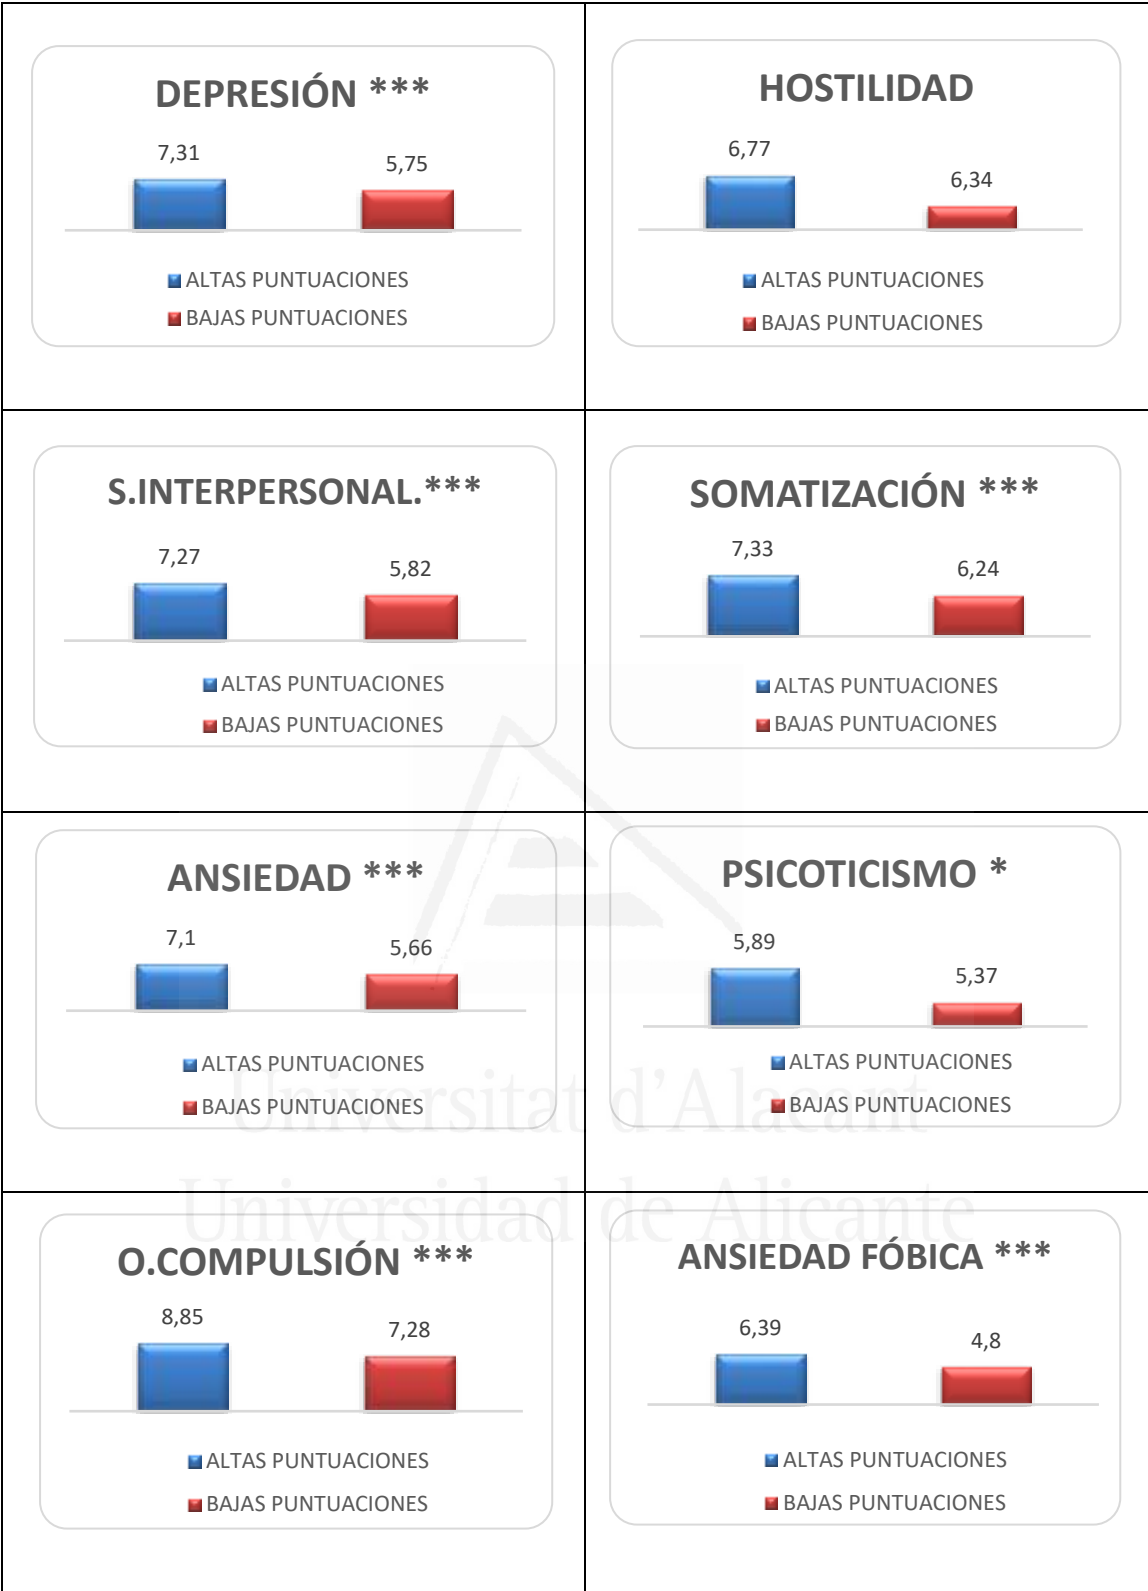 DEPRESIÓN ***
7,31
5,75
ALTAS PUNTUACIONES
BAJAS PUNTUACIONES
HOSTILIDAD
6,77
6,34
ALTAS PUNTUACIONES
BAJAS PUNTUACIONES
S.INTERPERSONAL.***
7,27
5,82
ALTAS PUNTUACIONES
BAJAS PUNTUACIONES
SOMATIZACIÓN ***
7,33
6,24
ALTAS PUNTUACIONES
BAJAS PUNTUACIONES
ANSIEDAD ***
7,1
5,66
ALTAS PUNTUACIONES
BAJAS PUNTUACIONES
PSICOTICISMO *
5,89
5,37
ALTAS PUNTUACIONES
BAJAS PUNTUACIONES
Universitat d'Alacant
Universidad de Alicante
O.COMPULSIÓN ***
8,85
7,28
ALTAS PUNTUACIONES
BAJAS PUNTUACIONES
ANSIEDAD FÓBICA ***
6,39
4,8
ALTAS PUNTUACIONES
BAJAS PUNTUACIONES